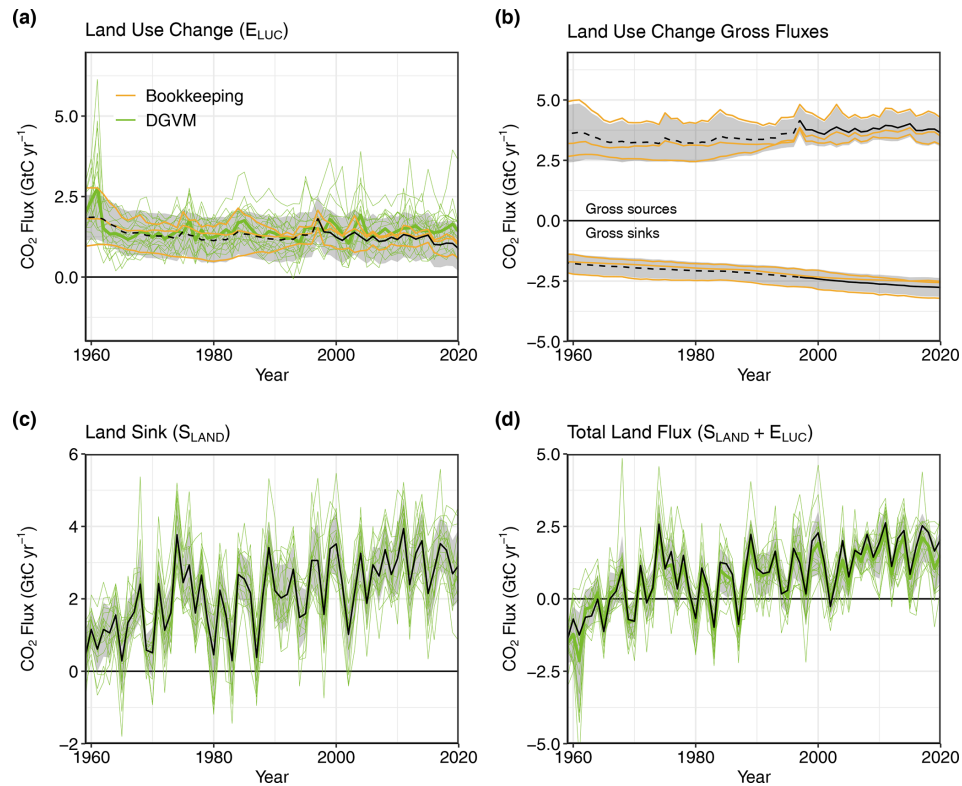 (a)
Land Use Change (E_LUC)
CO₂ Flux (GtC yr⁻¹)
5.0
2.5
0.0
Bookkeeping
DGVM
1960
1980
2000
2020
Year
(b)
Land Use Change Gross Fluxes
CO₂ Flux (GtC yr⁻¹)
5.0
2.5
0.0
−2.5
−5.0
Gross sources
Gross sinks
1960
1980
2000
2020
Year
(c)
Land Sink (S_LAND)
CO₂ Flux (GtC yr⁻¹)
6
4
2
0
−2
1960
1980
2000
2020
Year
(d)
Total Land Flux (S_LAND + E_LUC)
CO₂ Flux (GtC yr⁻¹)
5.0
2.5
0.0
−2.5
−5.0
1960
1980
2000
2020
Year